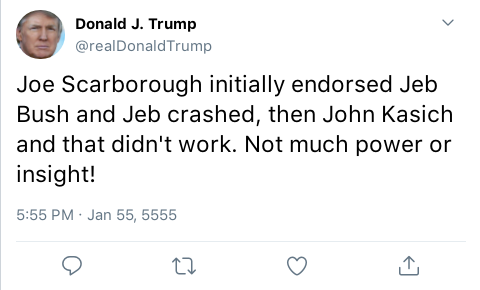 Donald J. Trump
@realDonaldTrump
Joe Scarborough initially endorsed Jeb
Bush and Jeb crashed, then John Kasich
and that didn't work. Not much power or
insight!
5:55 PM · Jan 55, 5555